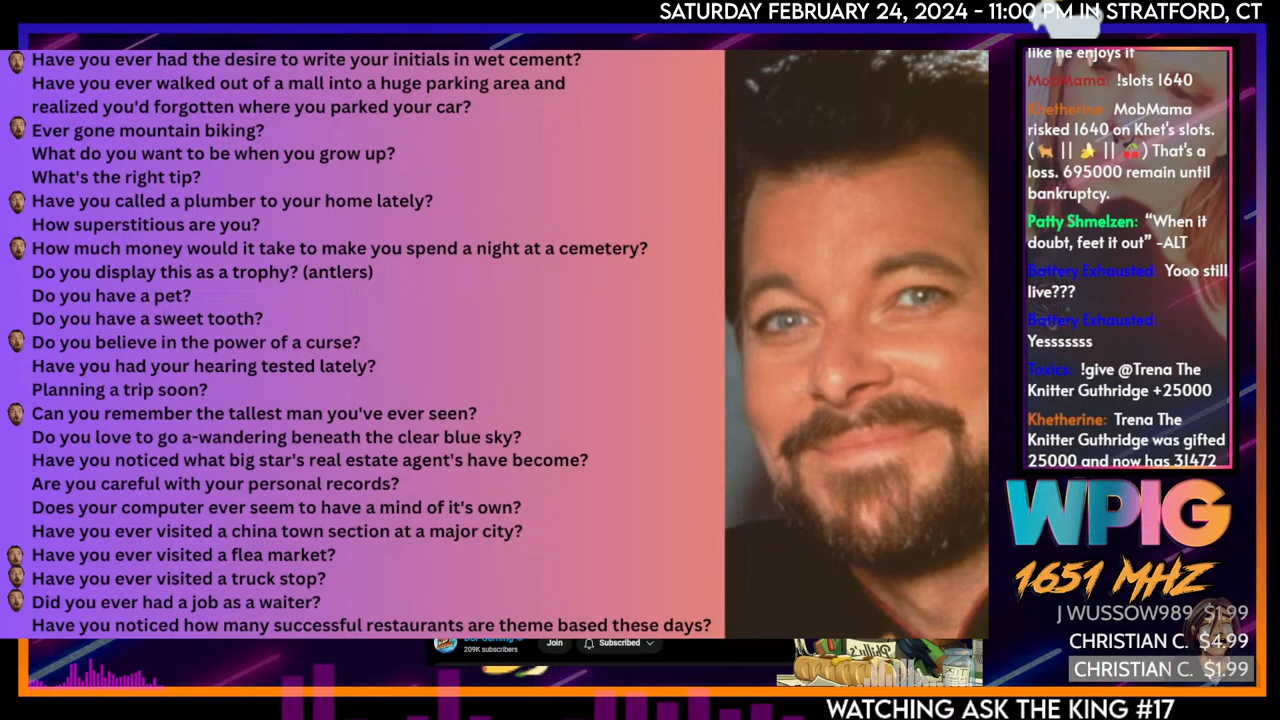 SATURDAY FEBRUARY 24, 2024 - 11:00 PM IN STRATFORD, CT
Have you ever had the desire to write your initials in wet cement?
Have you ever walked out of a mall into a huge parking area and
realized you'd forgotten where you parked your car?
Ever gone mountain biking?
What do you want to be when you grow up?
What's the right tip?
Have you called a plumber to your home lately?
How superstitious are you?
How much money would it take to make you spend a night at a cemetery?
Do you display this as a trophy? (antlers)
Do you have a pet?
Do you have a sweet tooth?
Do you believe in the power of a curse?
Have you had your hearing tested lately?
Planning a trip soon?
Can you remember the tallest man you've ever seen?
Do you love to go a-wandering beneath the clear blue sky?
Have you noticed what big star's real estate agent's have become?
Are you careful with your personal records?
Does your computer ever seem to have a mind of it's own?
Have you ever visited a china town section at a major city?
Have you ever visited a flea market?
Have you ever visited a truck stop?
Did you ever had a job as a waiter?
Have you noticed how many successful restaurants are theme based these days?
like he enjoys it
MobMama: !slots 1640
Khetherine: MobMama
risked 1640 on Khet's slots.
( || || ) That's a
loss. 695000 remain until
bankruptcy.
Patty Shmelzen: “When it
doubt, feet it out” -ALT
Battery Exhausted: Yooo still
live???
Battery Exhausted:
Yesssssss
Toxics: !give @Trena The
Knitter Guthridge +25000
Khetherine: Trena The
Knitter Guthridge was gifted
25000 and now has 31472
WPIG
1651 MHZ
J WUSSOW989 $1.99
CHRISTIAN C. $4.99
CHRISTIAN C. $1.99
209K subscribers
Join
Subscribed
WATCHING ASK THE KING #17